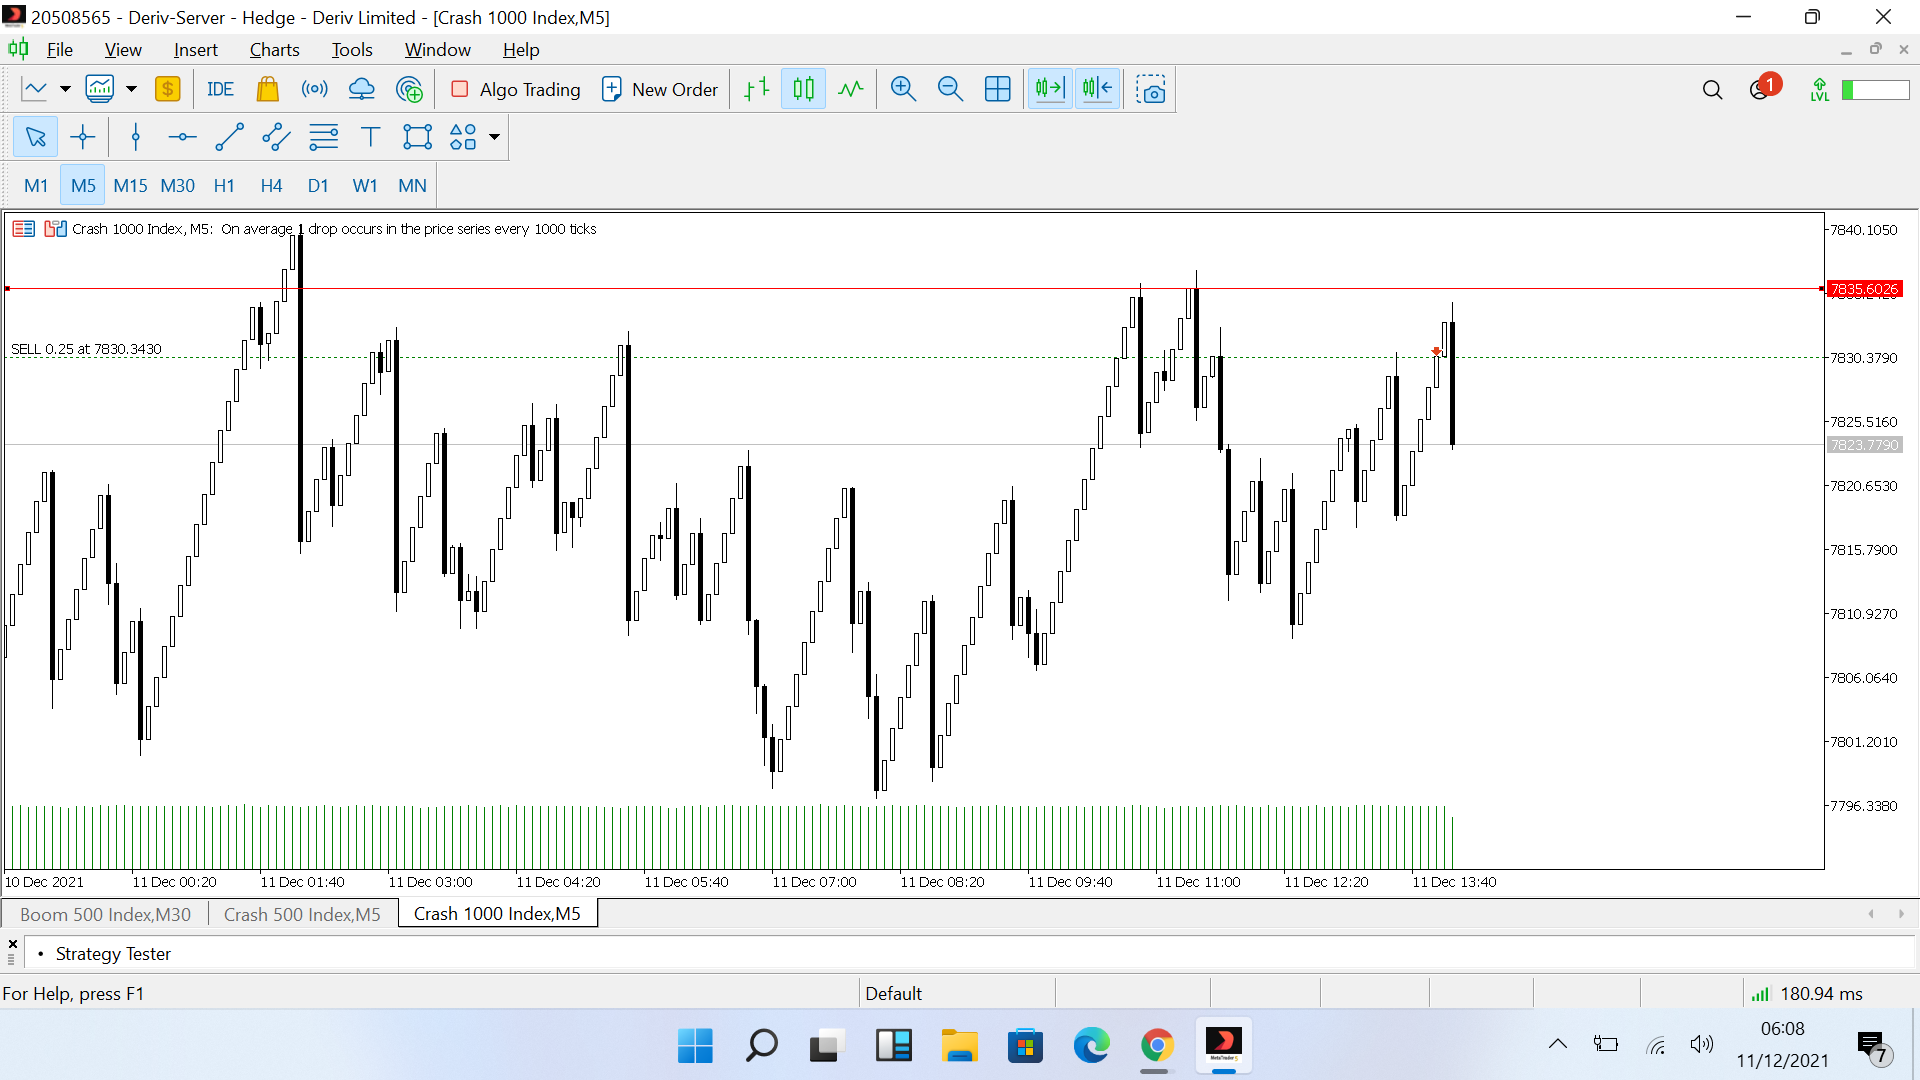 20508565 - Deriv-Server - Hedge - Deriv Limited - [Crash 1000 Index,M5]
File View Insert Charts Tools Window Help
IDE Algo Trading New Order 1 LVL
T
M1 M5 M15 M30 H1 H4 D1 W1 MN
Crash 1000 Index, M5: On average 1 drop occurs in the price series every 1000 ticks
7840.1050
7835.6026
SELL 0.25 at 7830.3430
7830.3790
7825.5160
7823.7790
7820.6530
7815.7900
7810.9270
7806.0640
7801.2010
7796.3380
10 Dec 2021 11 Dec 00:20 11 Dec 01:40 11 Dec 03:00 11 Dec 04:20 11 Dec 05:40 11 Dec 07:00 11 Dec 08:20 11 Dec 09:40 11 Dec 11:00 11 Dec 12:20 11 Dec 13:40
Boom 500 Index,M30 Crash 500 Index,M5 Crash 1000 Index,M5
Strategy Tester
For Help, press F1 Default 180.94 ms
06:08
11/12/2021
7